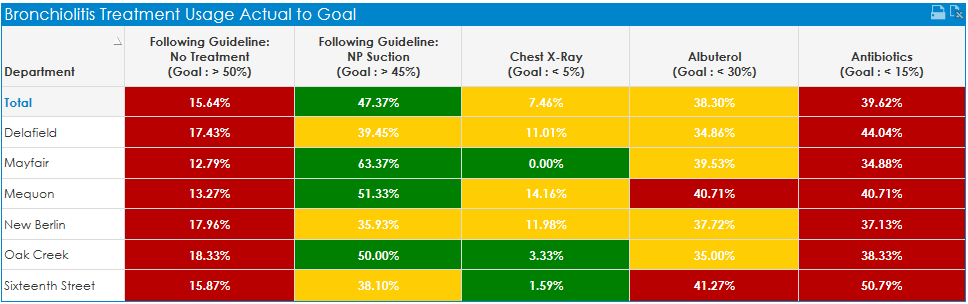 Bronchiolitis Treatment Usage Actual to Goal
Department
Following Guideline:
No Treatment
(Goal : > 50%)
Following Guideline:
NP Suction
(Goal : > 45%)
Chest X-Ray
(Goal : < 5%)
Albuterol
(Goal : < 30%)
Antibiotics
(Goal : < 15%)
Total 15.64% 47.37% 7.46% 38.30% 39.62%
Delafield 17.43% 39.45% 11.01% 34.86% 44.04%
Mayfair 12.79% 63.37% 0.00% 39.53% 34.88%
Mequon 13.27% 51.33% 14.16% 40.71% 40.71%
New Berlin 17.96% 35.93% 11.98% 37.72% 37.13%
Oak Creek 18.33% 50.00% 3.33% 35.00% 38.33%
Sixteenth Street 15.87% 38.10% 1.59% 41.27% 50.79%